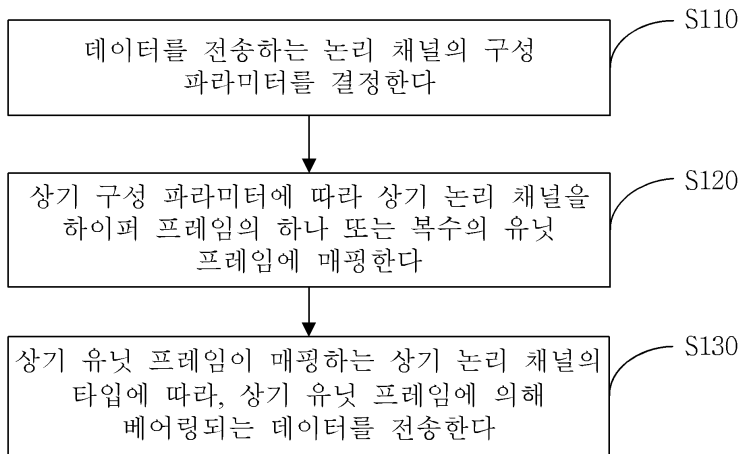 S110
데이터를 전송하는 논리 채널의 구성
파라미터를 결정한다
S120
상기 구성 파라미터에 따라 상기 논리 채널을
하이퍼 프레임의 하나 또는 복수의 유닛
프레임에 매핑한다
S130
상기 유닛 프레임이 매핑하는 상기 논리 채널의
타입에 따라, 상기 유닛 프레임에 의해
베어링되는 데이터를 전송한다